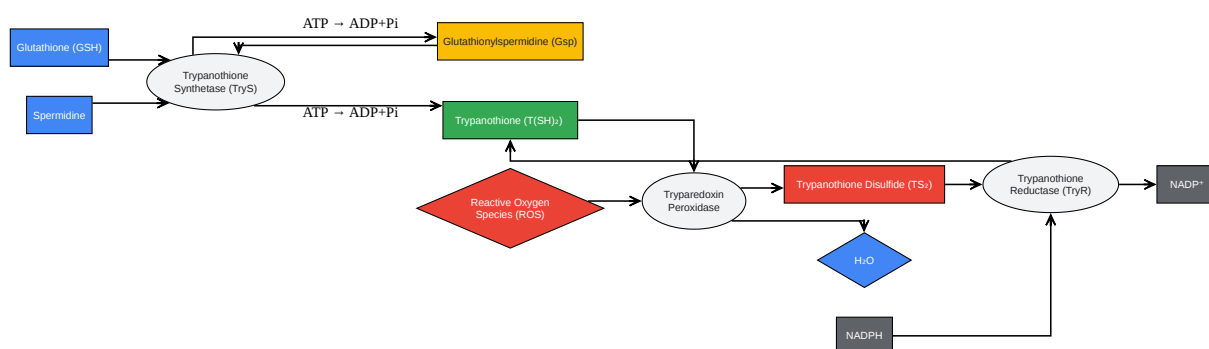 ATP → ADP+Pi
Glutathione (GSH)
Glutathionylspermidine (Gsp)
Trypanothione
Synthetase (TryS)
Spermidine
ATP → ADP+Pi
Trypanothione (T(SH)₂)
Reactive Oxygen
Species (ROS)
Tryparedoxin
Peroxidase
Trypanothione Disulfide (TS₂)
Trypanothione
Reductase (TryR)
NADP⁺
H₂O
NADPH